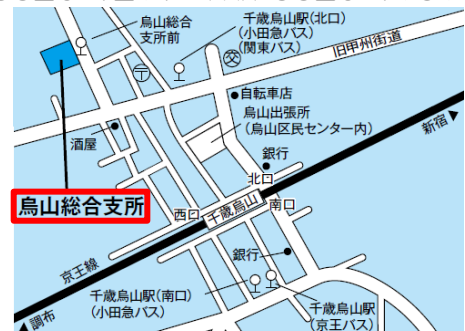 烏山総合
支所前
千歳烏山駅(北口)
(小田急バス)
(関東バス)
〒
交
旧甲州街道
自転車店
烏山出張所
(烏山区民センター内)
酒屋
新宿
銀行
北口
烏山総合支所
西口
千歳烏山
南口
京王線
銀行
調布
千歳烏山駅(南口)
(小田急バス)
千歳烏山駅
(京王バス)